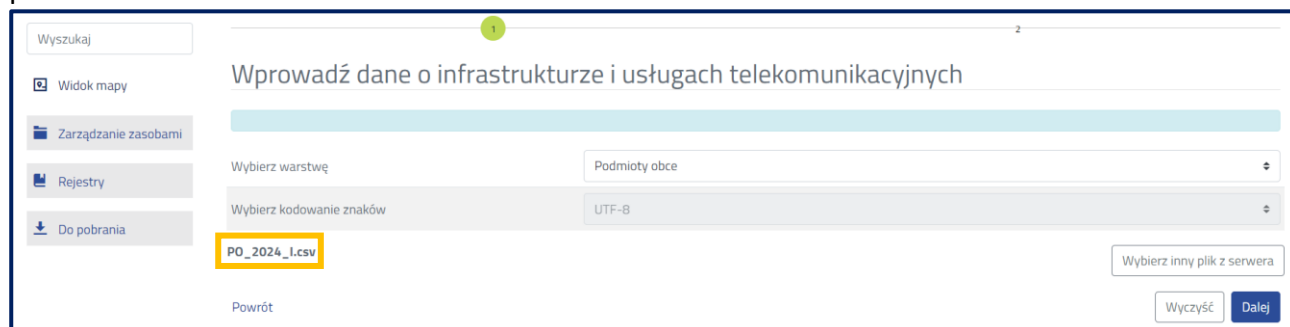 Wyszukaj
1
2
Wprowadź dane o infrastrukturze i usługach telekomunikacyjnych
Widok mapy
Zarządzanie zasobami
Rejestry
Do pobrania
Wybierz warstwę
Podmioty obce
Wybierz kodowanie znaków
UTF-8
PO_2024_I.csv
Wybierz inny plik z serwera
Powrót
Wyczyść
Dalej